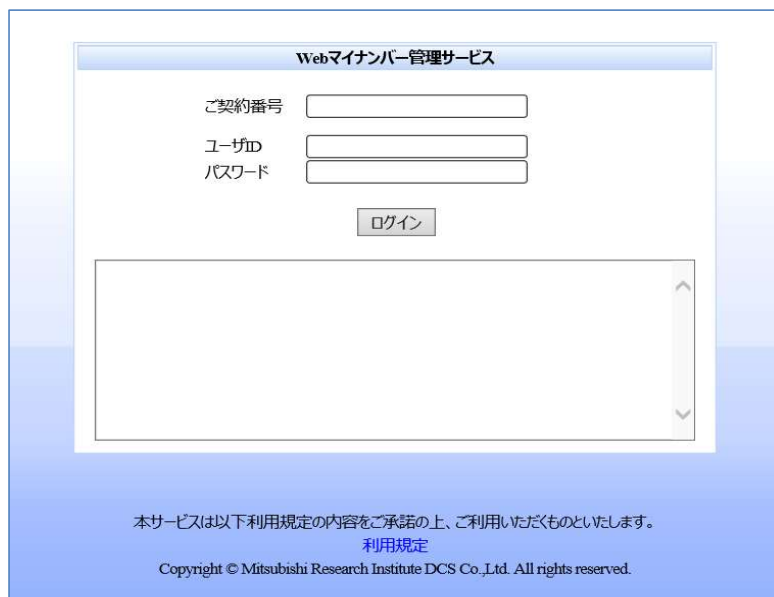 Webマイナンバー管理サービス
ご契約番号
ユーザID
パスワード
ログイン
本サービスは以下利用規定の内容をご承諾の上、ご利用いただくものといたします。
利用規定
Copyright © Mitsubishi Research Institute DCS Co.,Ltd. All rights reserved.